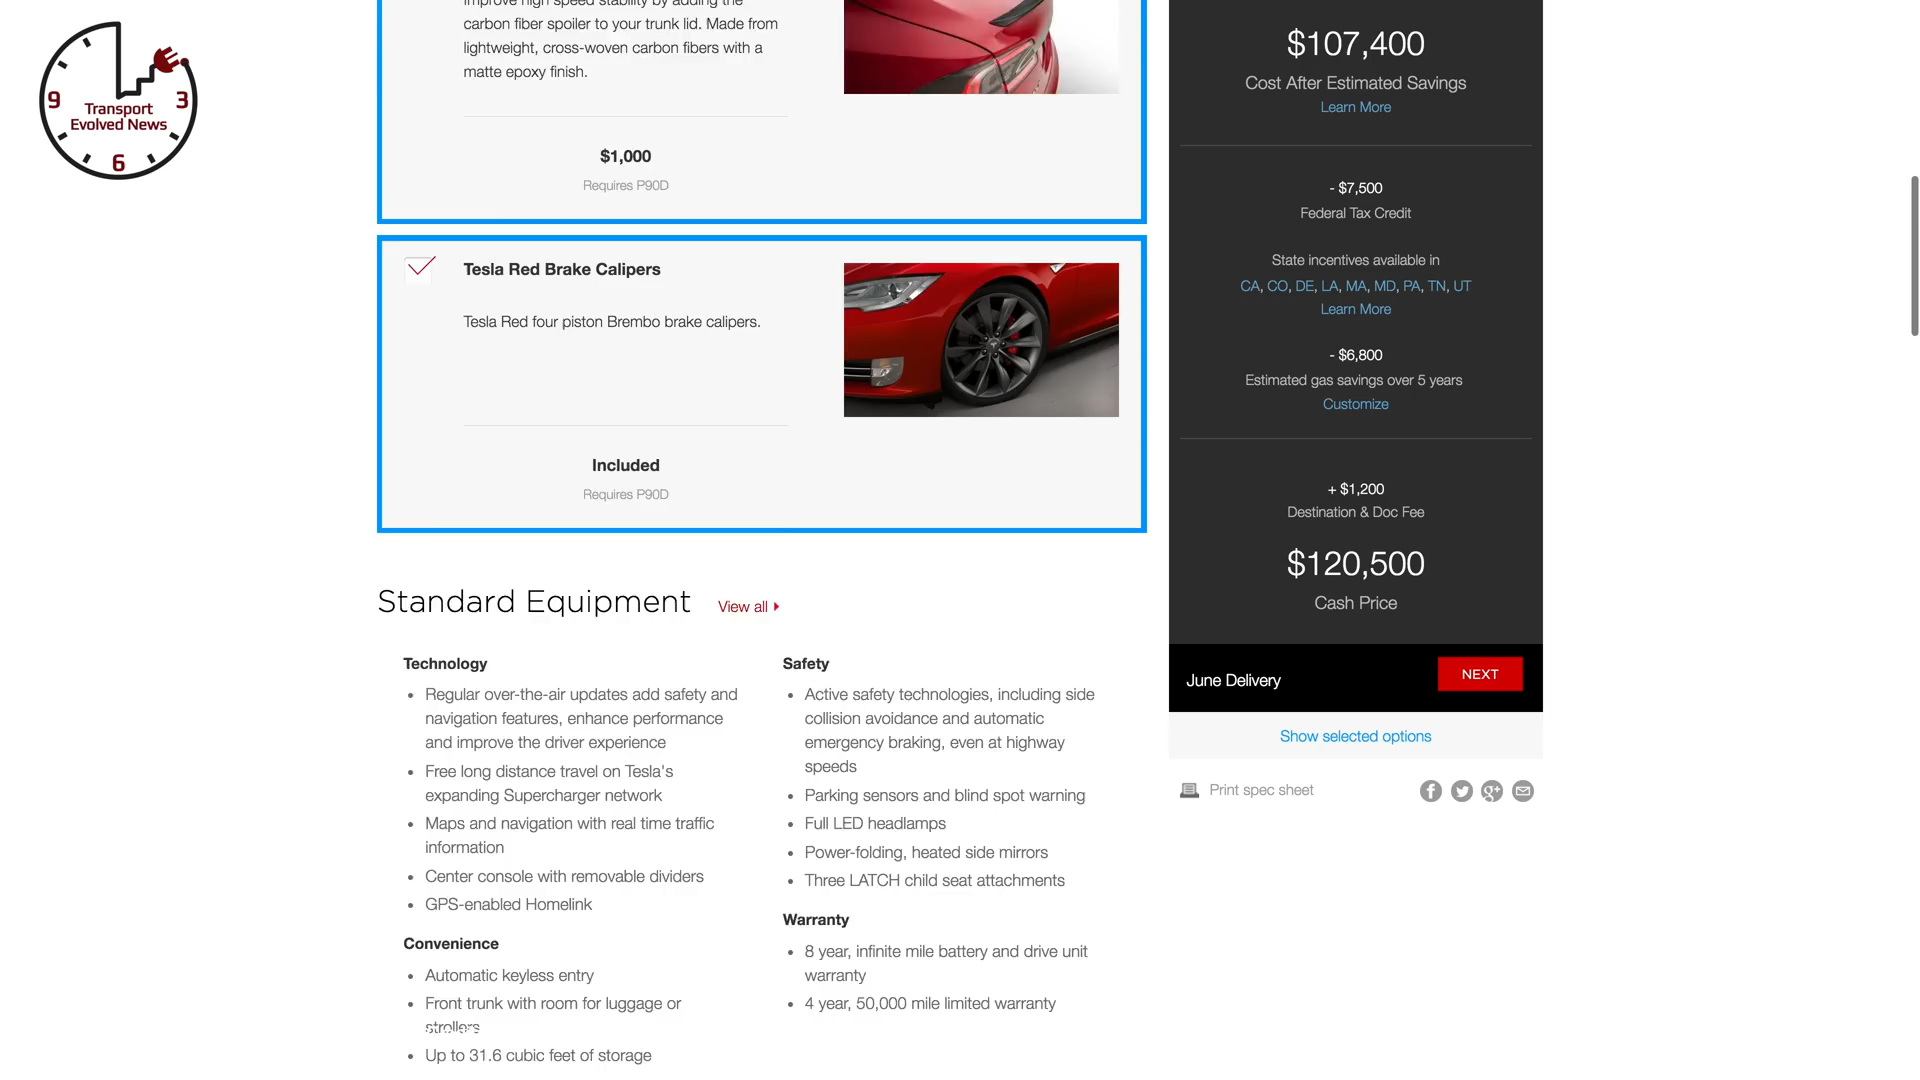 9
3
6
Transport
Evolved News
carbon fiber spoiler to your trunk lid. Made from
lightweight, cross-woven carbon fibers with a
matte epoxy finish.
$1,000
Requires P90D
Tesla Red Brake Calipers
Tesla Red four piston Brembo brake calipers.
Included
Requires P90D
Standard Equipment
View all
Technology
Regular over-the-air updates add safety and
navigation features, enhance performance
and improve the driver experience
Free long distance travel on Tesla's
expanding Supercharger network
Maps and navigation with real time traffic
information
Center console with removable dividers
GPS-enabled Homelink
Convenience
Automatic keyless entry
Front trunk with room for luggage or
strollers
Up to 31.6 cubic feet of storage
Safety
Active safety technologies, including side
collision avoidance and automatic
emergency braking, even at highway
speeds
Parking sensors and blind spot warning
Full LED headlamps
Power-folding, heated side mirrors
Three LATCH child seat attachments
Warranty
8 year, infinite mile battery and drive unit
warranty
4 year, 50,000 mile limited warranty
$107,400
Cost After Estimated Savings
Learn More
- $7,500
Federal Tax Credit
State incentives available in
CA, CO, DE, LA, MA, MD, PA, TN, UT
Learn More
- $6,800
Estimated gas savings over 5 years
Customize
+ $1,200
Destination & Doc Fee
$120,500
Cash Price
June Delivery
NEXT
Show selected options
Print spec sheet